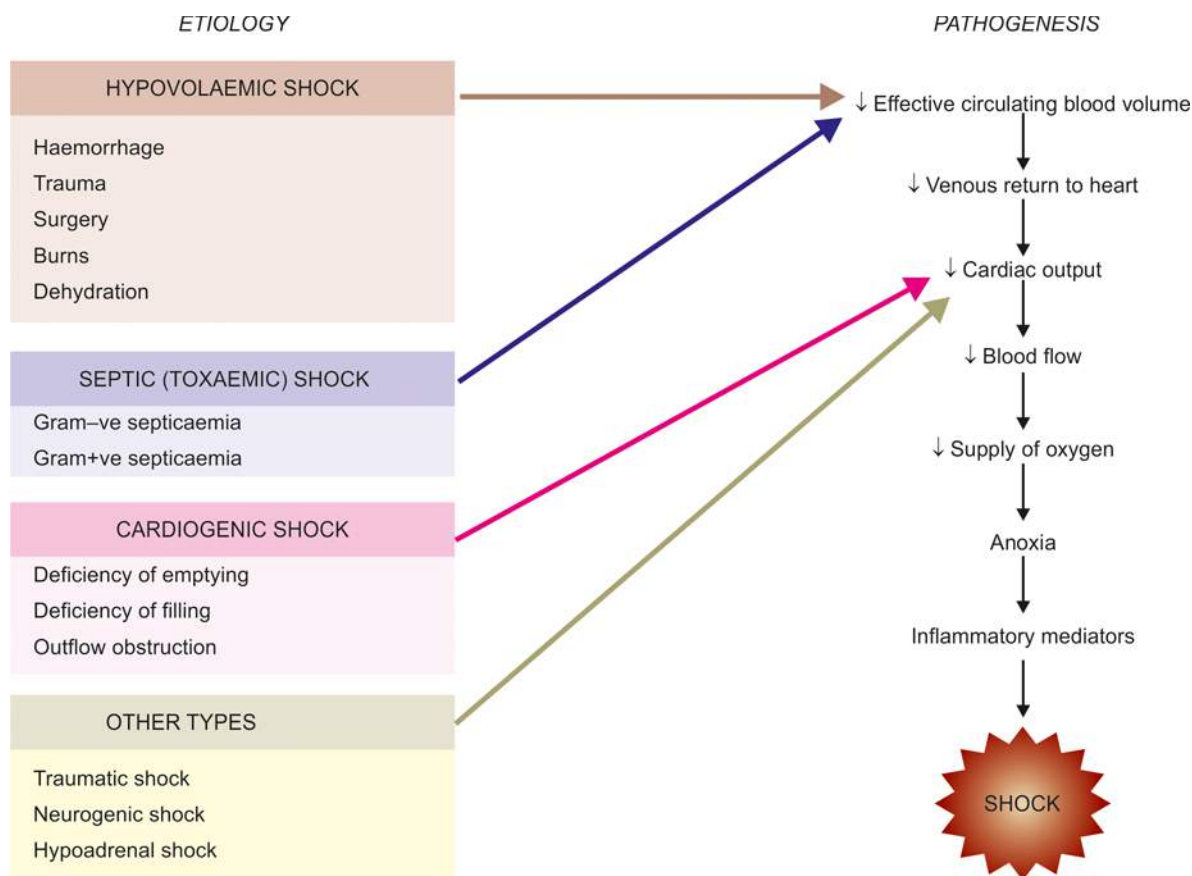 ETIOLOGY
HYPOVOLAEMIC SHOCK
Haemorrhage
Trauma
Surgery
Burns
Dehydration
SEPTIC (TOXAEMIC) SHOCK
Gram–ve septicaemia
Gram+ve septicaemia
CARDIOGENIC SHOCK
Deficiency of emptying
Deficiency of filling
Outflow obstruction
OTHER TYPES
Traumatic shock
Neurogenic shock
Hypoadrenal shock
PATHOGENESIS
↓ Effective circulating blood volume
↓ Venous return to heart
↓ Cardiac output
↓ Blood flow
↓ Supply of oxygen
Anoxia
Inflammatory mediators
SHOCK